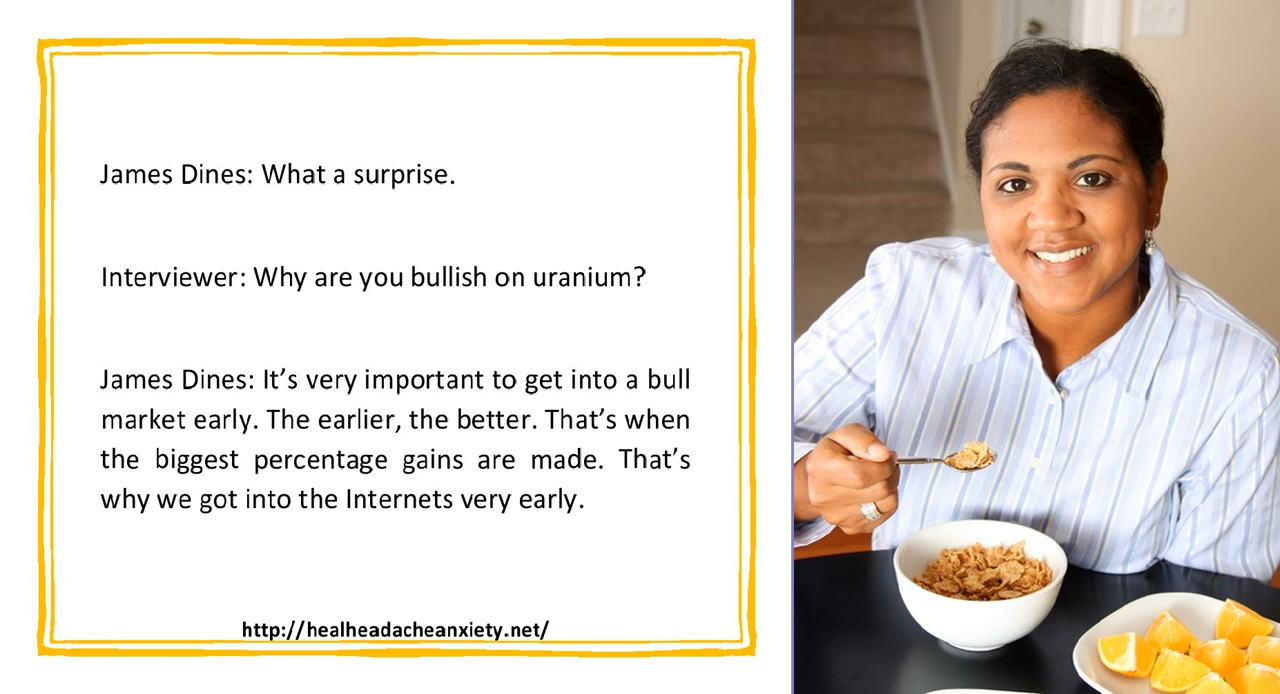 James Dines: What a surprise.
Interviewer: Why are you bullish on uranium?
James Dines: It’s very important to get into a bull
market early. The earlier, the better. That’s when
the biggest percentage gains are made. That’s
why we got into the Internets very early.
http://healheadacheanxiety.net/